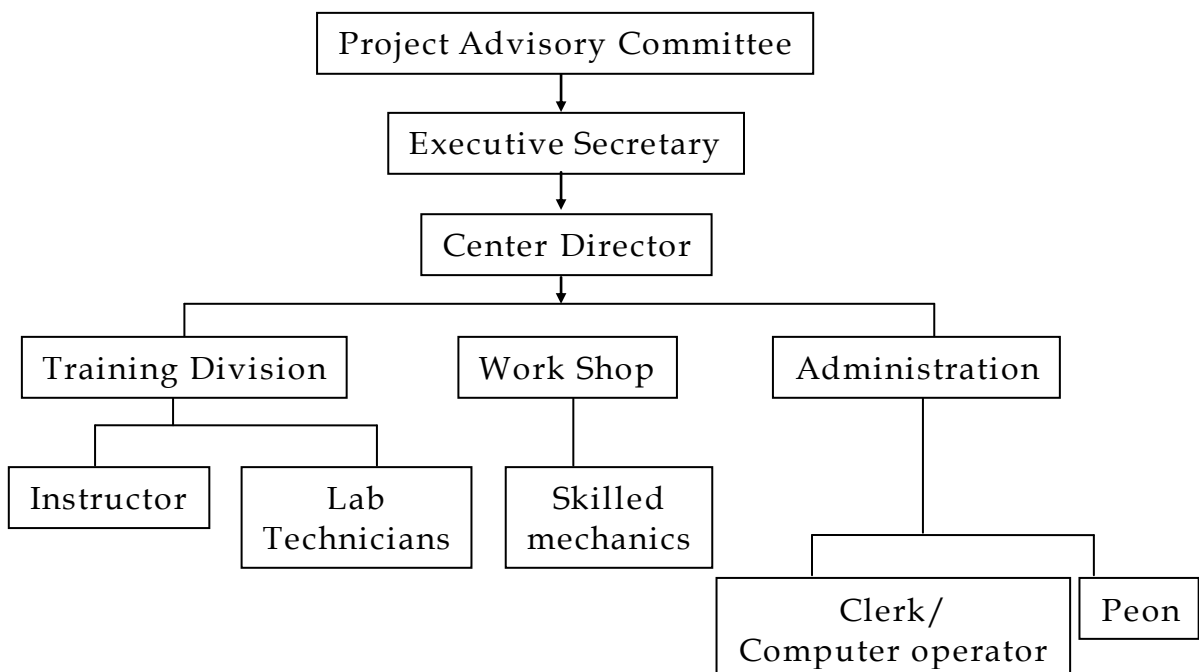 Project Advisory Committee
Executive Secretary
Center Director
Training Division
Work Shop
Administration
Instructor
Lab
Technicians
Skilled
mechanics
Clerk/
Computer operator
Peon